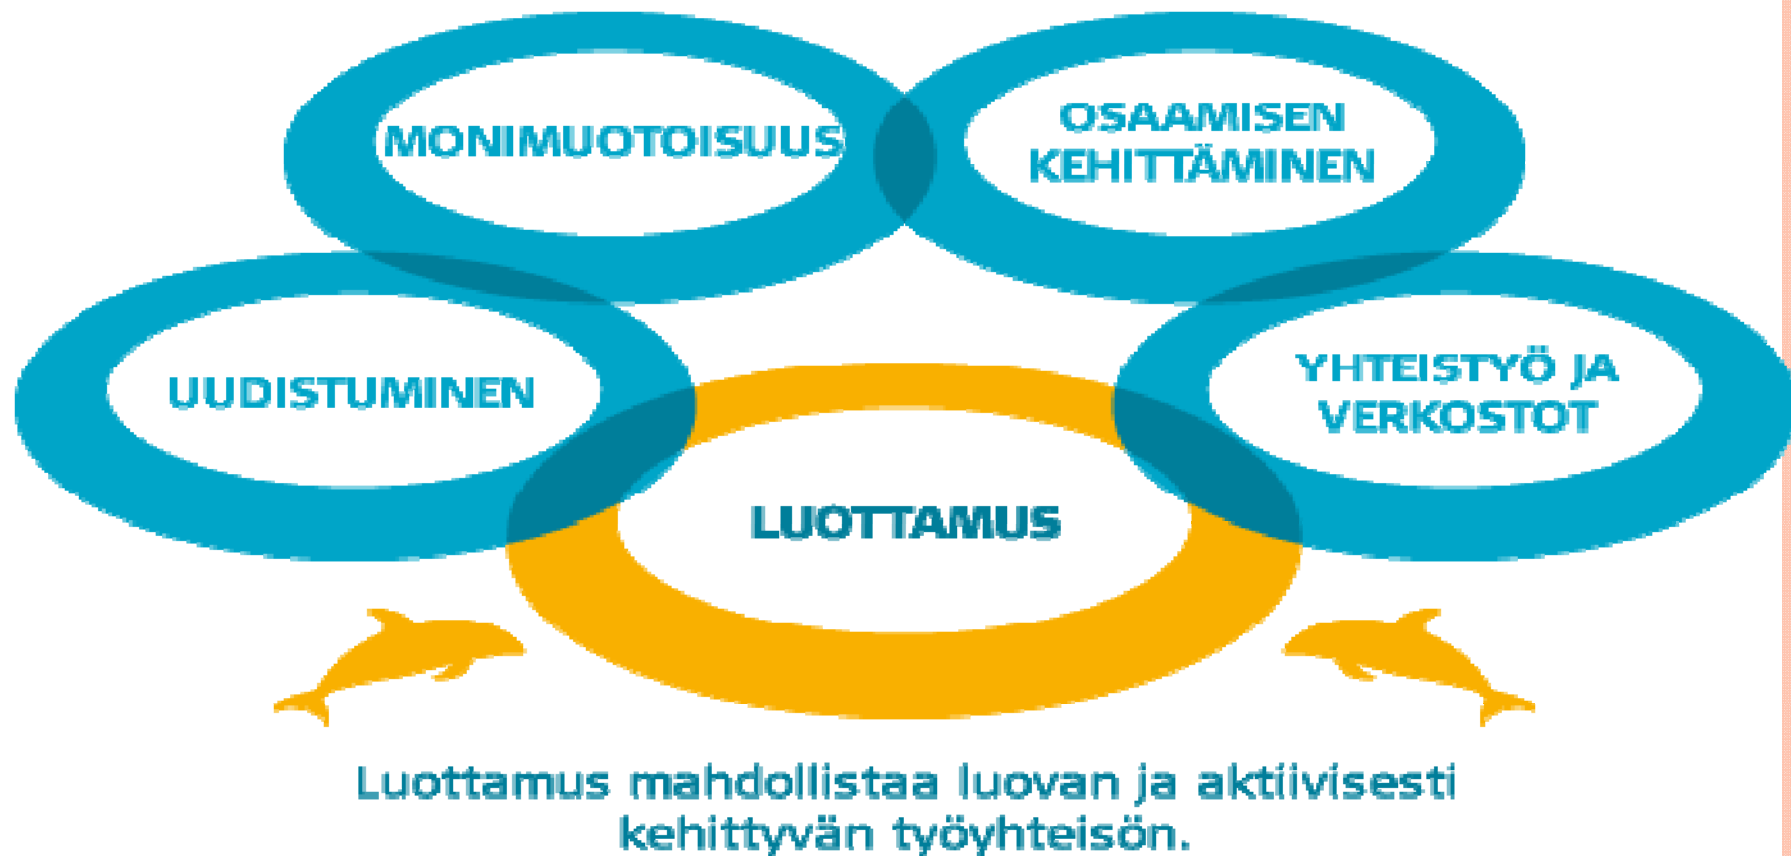 MONIMUOTOISUUS
OSAAMISEN
KEHITTÄMINEN
UUDISTUMINEN
YHTEISTYÖ JA
VERKOSTOT
LUOTTAMUS
Luottamus mahdollistaa luovan ja aktiivisesti
kehittyvän työyhteisön.